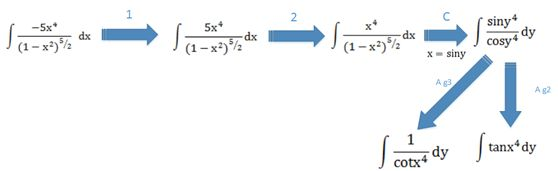 1 2 C
∫ −5x⁴/(1 − x²)^5/2 dx ∫ 5x⁴/(1 − x²)^5/2 dx ∫ x⁴/(1 − x²)^5/2 dx ∫ siny⁴/cosy⁴ dy
x = siny
A g3 A g2
∫ 1/cotx⁴ dy ∫ tanx⁴ dy